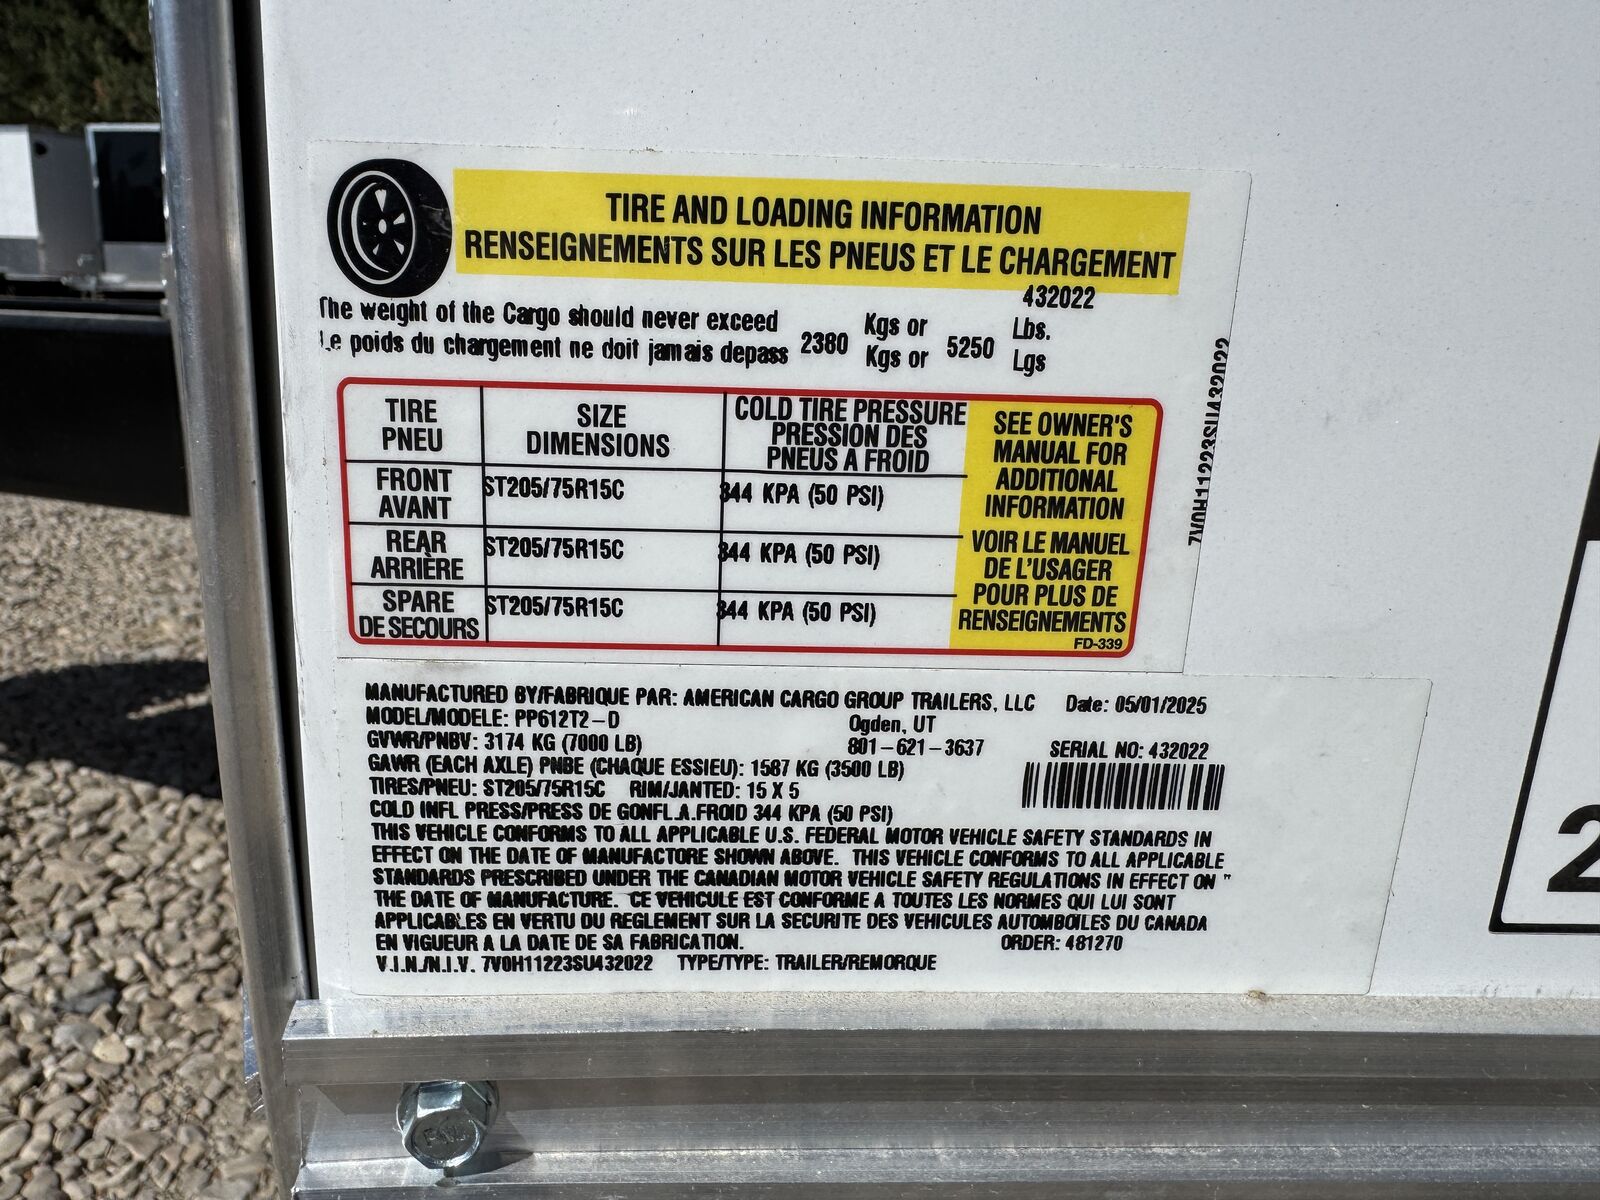 TIRE AND LOADING INFORMATION
RENSEIGNEMENTS SUR LES PNEUS ET LE CHARGEMENT
432022
The weight of the Cargo should never exceed Kgs or Lbs.
Le poids du chargement ne doit jamais depass 2380 Kgs or 5250 Lgs
7V0H11223SU432022
TIRE SIZE COLD TIRE PRESSURE
PNEU DIMENSIONS PRESSION DES
PNEUS A FROID
FRONT ST205/75R15C 344 KPA (50 PSI)
AVANT
REAR ST205/75R15C 344 KPA (50 PSI)
ARRIÈRE
SPARE ST205/75R15C 344 KPA (50 PSI)
DE SECOURS
SEE OWNER'S
MANUAL FOR
ADDITIONAL
INFORMATION
VOIR LE MANUEL
DE L'USAGER
POUR PLUS DE
RENSEIGNEMENTS
FD-339
MANUFACTURED BY/FABRIQUE PAR: AMERICAN CARGO GROUP TRAILERS, LLC Date: 05/01/2025
MODEL/MODELE: PP612T2-D Ogden, UT
GVWR/PNBV: 3174 KG (7000 LB) 801-621-3637 SERIAL NO: 432022
GAWR (EACH AXLE) PNBE (CHAQUE ESSIEU): 1587 KG (3500 LB)
TIRES/PNEU: ST205/75R15C RIM/JANTED: 15 X 5
COLD INFL PRESS/PRESS DE GONFL.A.FROID 344 KPA (50 PSI)
THIS VEHICLE CONFORMS TO ALL APPLICABLE U.S. FEDERAL MOTOR VEHICLE SAFETY STANDARDS IN
EFFECT ON THE DATE OF MANUFACTORE SHOWN ABOVE. THIS VEHICLE CONFORMS TO ALL APPLICABLE
STANDARDS PRESCRIBED UNDER THE CANADIAN MOTOR VEHICLE SAFETY REGULATIONS IN EFFECT ON "
THE DATE OF MANUFACTURE. CE VEHICULE EST CONFORME A TOUTES LES NORMES QUI LUI SONT
APPLICABLES EN VERTU DU REGLEMENT SUR LA SECURITE DES VEHICULES AUTOMBOILES DU CANADA
EN VIGUEUR A LA DATE DE SA FABRICATION. ORDER: 481270
V.I.N./N.I.V. 7V0H11223SU432022 TYPE/TYPE: TRAILER/REMORQUE
2